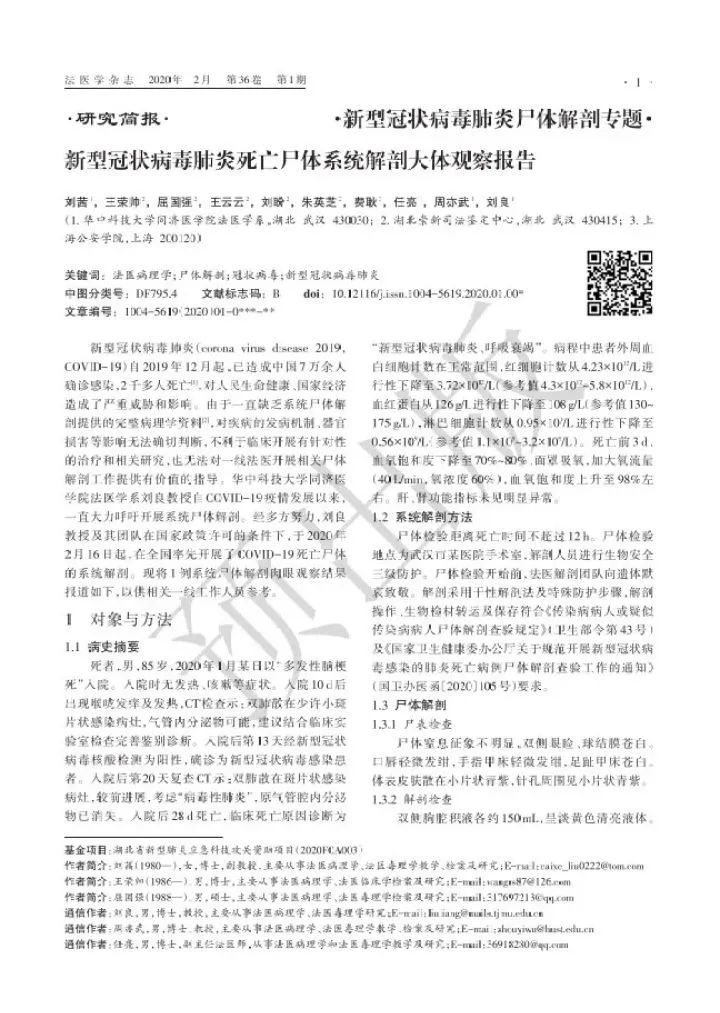 法医学杂志 2020年 2月 第36卷 第1期
· 1 ·
·研究简报·
·新型冠状病毒肺炎尸体解剖专题·
新型冠状病毒肺炎死亡尸体系统解剖大体观察报告
刘茜1，王荣帅2，屈国强2，王云云2，刘盼2，朱英芝2，费耿2，任亮1，周亦武1，刘良1
(1. 华中科技大学同济医学院法医学系,湖北 武汉 430030; 2. 湖北崇新司法鉴定中心,湖北 武汉 430415; 3. 上
海公安学院,上海 200120)
关键词：法医病理学;尸体解剖;冠状病毒;新型冠状病毒肺炎
中图分类号：DF795.4 文献标志码：B doi：10.12116/j.issn.1004-5619.2020.01.00*
文章编号：1004-5619(2020)01-0***-**
新型冠状病毒肺炎(corona virus disease 2019,
COVID-19)自2019年12月起,已造成中国7万余人
确诊感染,2千多人死亡[1],对人民生命健康、国家经济
造成了严重威胁和影响。由于一直缺乏系统尸体解
剖提供的完整病理学资料[2],对疾病的发病机制、器官
损害等影响无法确切判断,不利于临床开展有针对性
的治疗和相关研究,也无法对一线法医开展相关尸体
解剖工作提供有价值的指导。华中科技大学同济医
学院法医学系刘良教授自COVID-19疫情发展以来,
一直大力呼吁开展系统尸体解剖。经多方努力,刘良
教授及其团队在国家政策许可的条件下,于2020年
2月16日起,在全国率先开展了COVID-19死亡尸体
的系统解剖。现将1例系统尸体解剖肉眼观察结果
报道如下,以供相关一线工作人员参考。
1 对象与方法
1.1 病史摘要
死者,男,85岁,2020年1月某日以“多发性脑梗
死”入院。入院时无发热、咳嗽等症状。入院10 d后
出现喉咙发痒及发热,CT检查示:双肺散在少许小斑
片状感染病灶,气管内分泌物可能,建议结合临床实
验室检查完善鉴别诊断。入院后第13天经新型冠状
病毒核酸检测为阳性,确诊为新型冠状病毒感染患
者。入院后第20天复查CT示:双肺散在斑片状感染
病灶,较前进展,考虑“病毒性肺炎”,原气管腔内分泌
物已消失。入院后28 d死亡,临床死亡原因诊断为
“新型冠状病毒肺炎、呼吸衰竭”。病程中患者外周血
白细胞计数在正常范围,红细胞计数从4.23×10¹²/L进
行性下降至3.72×10¹²/L(参考值4.3×10¹²~5.8×10¹²/L),
血红蛋白从126 g/L进行性下降至108 g/L(参考值130~
175 g/L),淋巴细胞计数从0.95×10⁹/L进行性下降至
0.56×10⁹/L(参考值1.1×10⁹~3.2×10⁹/L)。死亡前3 d,
血氧饱和度下降至70%~80%,面罩吸氧,加大氧流量
(40 L/min,氧浓度60%),血氧饱和度上升至98%左
右。肝、肾功能指标未见明显异常。
1.2 系统解剖方法
尸体检验距离死亡时间不超过12 h。尸体检验
地点为武汉市某医院手术室,解剖人员进行生物安全
三级防护。尸体检验开始前,法医解剖团队向遗体默
哀致敬。解剖采用干性解剖法及特殊防护步骤,解剖
操作、生物检材转运及保存符合《传染病病人或疑似
传染病病人尸体解剖查验规定》(卫生部令第43号)
及《国家卫生健康委办公厅关于规范开展新型冠状病
毒感染的肺炎死亡病例尸体解剖查验工作的通知》
(国卫办医函[2020]105号)要求。
1.3 尸体解剖
1.3.1 尸表检查
尸体窒息征象不明显,双侧眼睑、球结膜苍白。
口唇轻微发绀,手指甲床轻微发绀,足趾甲床苍白。
体表皮肤散在小片状青紫,针孔周围见小片状青紫。
1.3.2 解剖检查
双侧胸腔积液各约150 mL,呈淡黄色清亮液体。
预出版
基金项目:湖北省新型肺炎应急科技攻关资助项目(2020FCA003)
作者简介:刘茜(1980—),女,博士,副教授,主要从事法医病理学、法医毒理学教学、检案及研究;E-mail:caixe_liu0222@tom.com
作者简介:王荣帅(1986—),男,博士,主要从事法医病理学、法医临床学检案及研究;E-mail:wangrs87@126.com
作者简介:屈国强(1988—),男,硕士,主要从事法医病理学、法医毒理学检案及研究;E-mail:317697213@qq.com
通信作者:刘良,男,博士,教授,主要从事法医病理学、法医毒理学研究;E-mail:liuliang@mails.tjmu.edu.cn
通信作者:周亦武,男,博士,教授,主要从事法医病理学、法医毒理学教学、检案及研究;E-mail:zhouyiwu@hust.edu.cn
通信作者:任亮,男,博士,副主任法医师,从事法医病理学和法医毒理学教学及研究;E-mail:36918280@qq.com